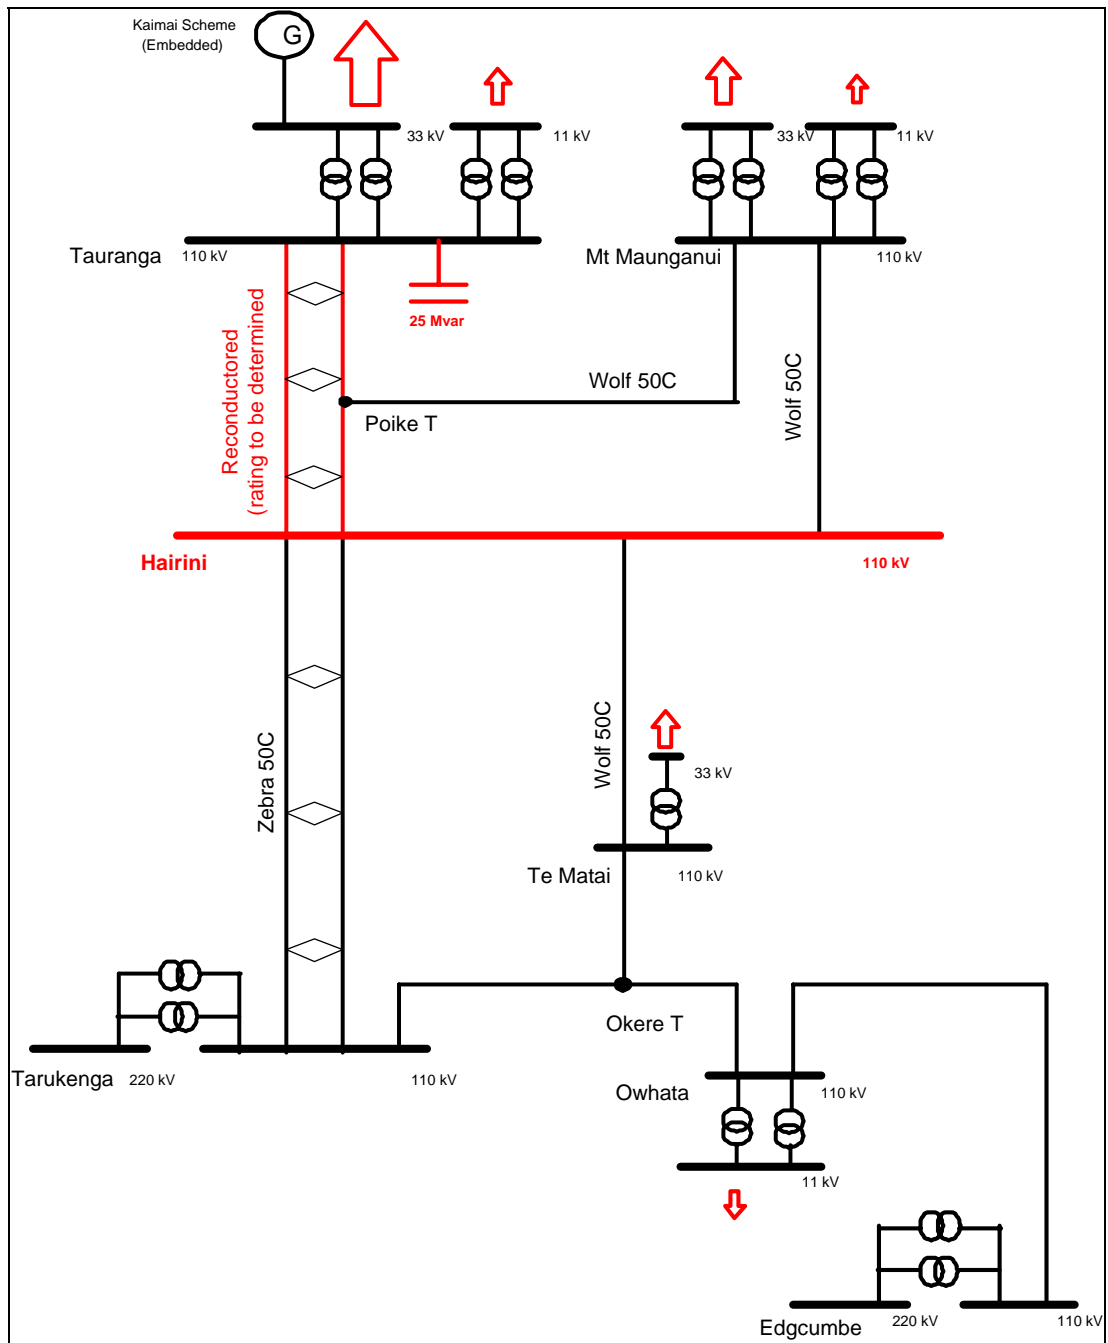 Kaimai Scheme
(Embedded)
G
33 kV
11 kV
33 kV
11 kV
Tauranga
110 kV
Mt Maunganui
110 kV
25 Mvar
Reconductored
(rating to be determined
Wolf 50C
Wolf 50C
Poike T
Hairini
110 kV
Zebra 50C
Wolf 50C
33 kV
Te Matai
110 kV
Okere T
Tarukenga
220 kV
110 kV
Owhata
110 kV
11 kV
Edgcumbe
220 kV
110 kV